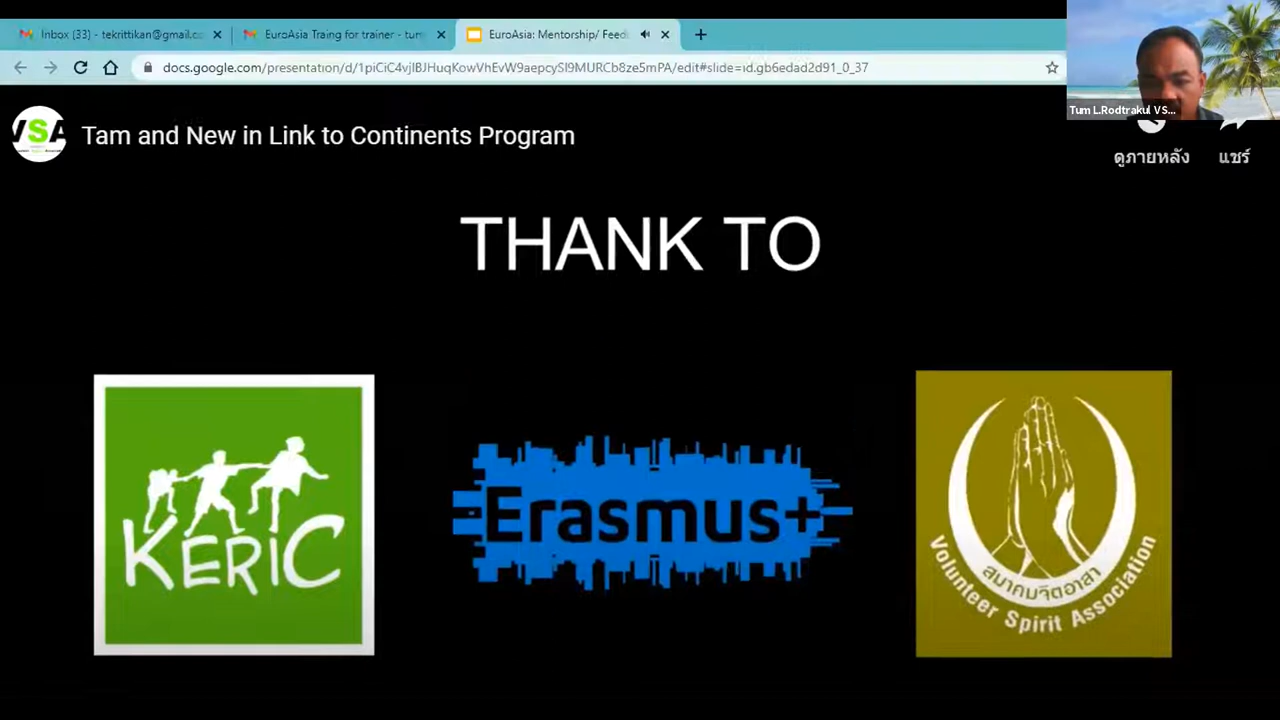 Inbox (33) - tekrittikan@gmail.c
EuroAsia Traing for trainer - tum
EuroAsia: Mentorship/ Feed
docs.google.com/presentation/d/1piCiC4vjlBJHuqKowVhEvW9aepcySl9MURCb8ze5mPA/edit#slide=id.gb6edad2d91_0_37
Tum L.Rodtrakul VS...
VSA
Tam and New in Link to Continents Program
ดูภายหลัง
แชร์
THANK TO
KERIC
Erasmus+
สมาคมจิตอาสา
Volunteer Spirit Association